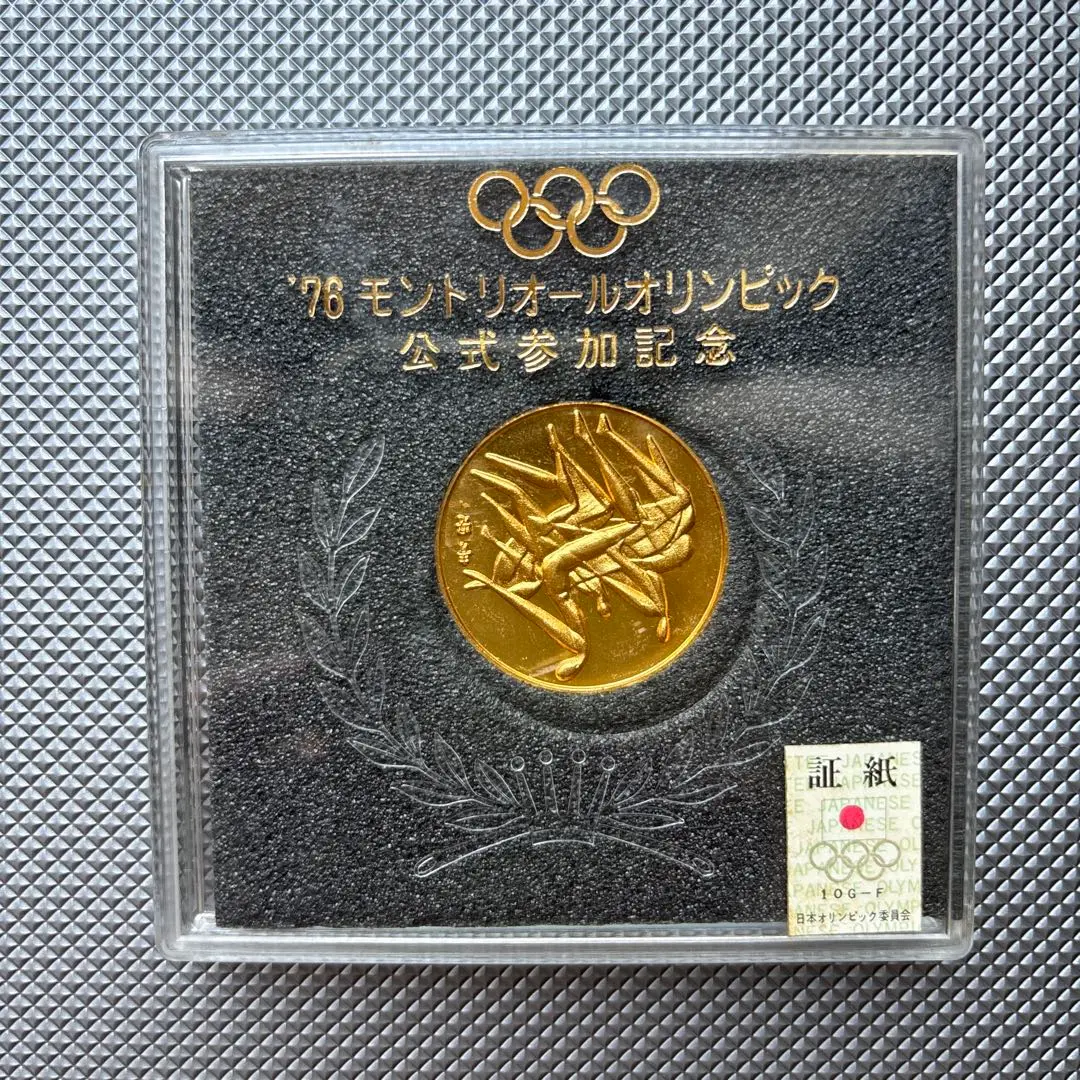 '76 モントリオールオリンピック
公式参加記念
証紙
10G-F
日本オリンピック委員会